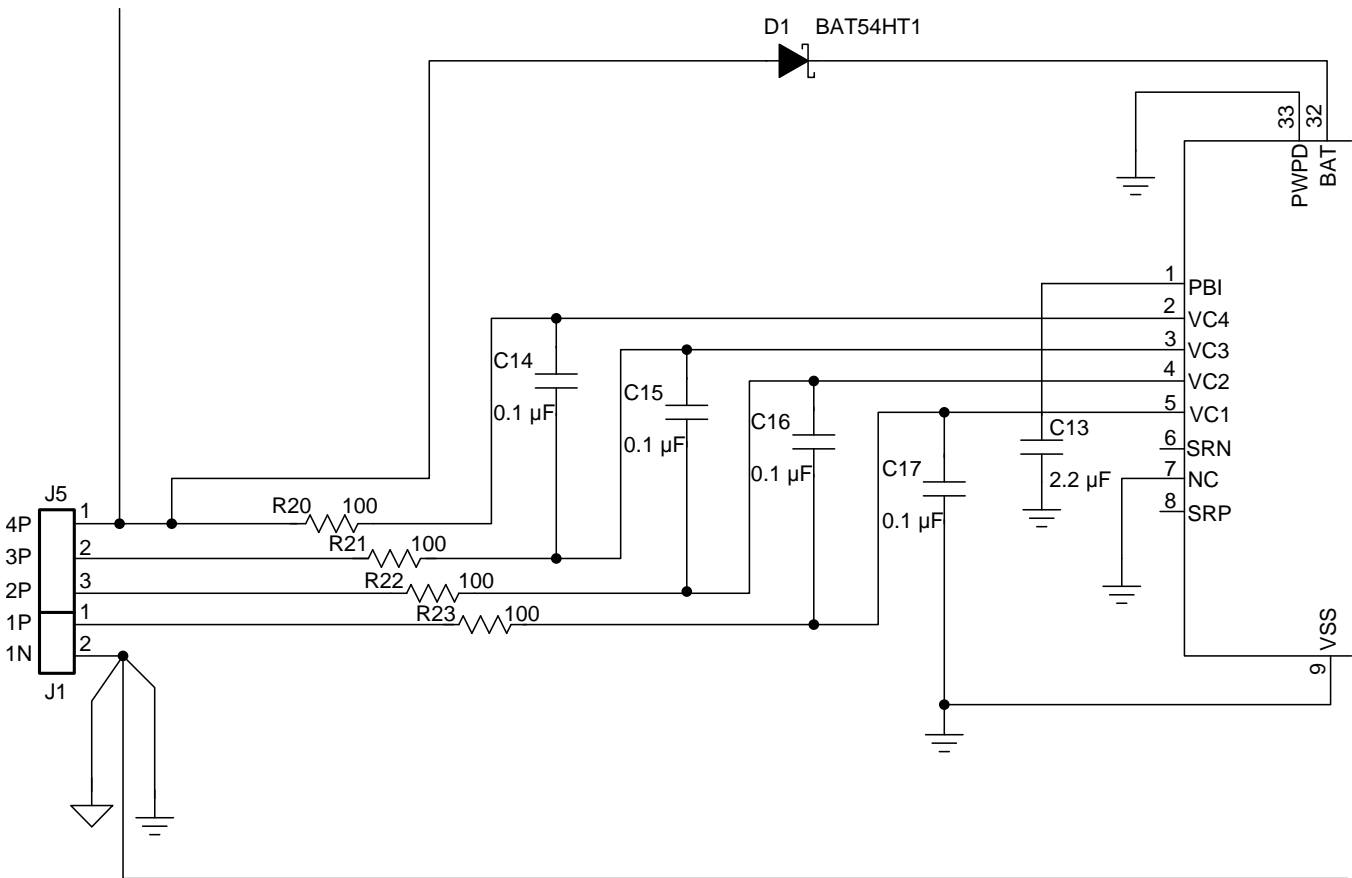 D1 BAT54HT1
33
32
PWPD
BAT
1
PBI
2
VC4
C14
3
VC3
C15
4
VC2
0.1 µF
C16
5
VC1
0.1 µF
C13
6
SRN
C17
0.1 µF
7
NC
2.2 µF
J5
1
R20 100
0.1 µF
8
SRP
4P
2
R21 100
3P
3
R22 100
2P
1
R23 100
1P
2
1N
VSS
9
J1